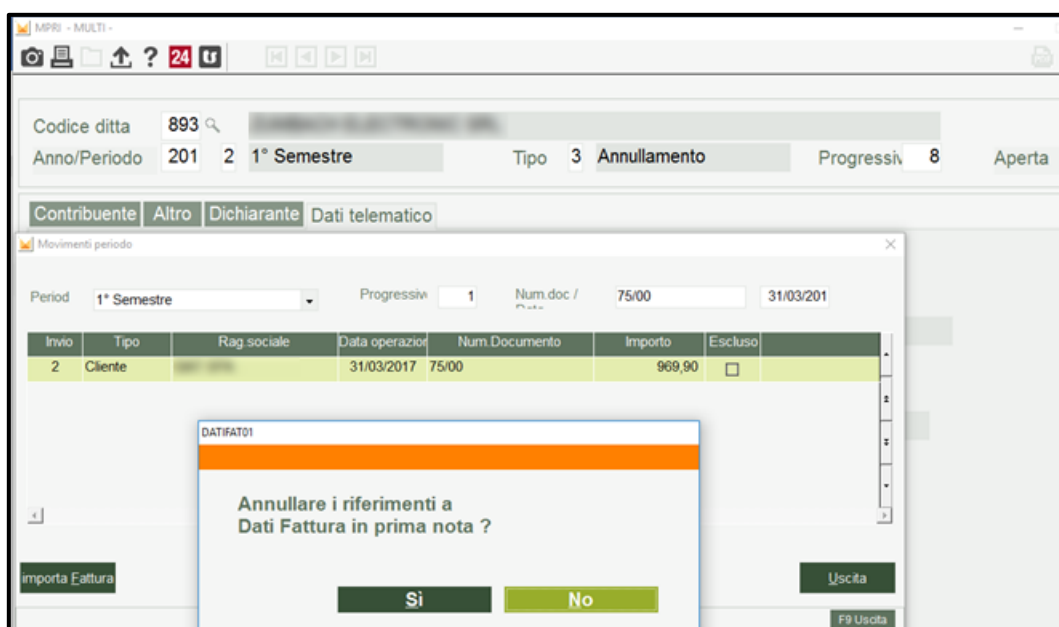 MPRI - MULTI -
? 24
Codice ditta 893
Anno/Periodo 201 2 1° Semestre Tipo 3 Annullamento Progressiv 8 Aperta
Contribuente Altro Dichiarante Dati telematico
Movimenti periodo
Period 1° Semestre Progressiv 1 Num.doc / 75/00 31/03/201
Invio Tipo Rag.sociale Data operazior Num.Documento Importo Escluso
2 Cliente 31/03/2017 75/00 969,90
DATIFAT01
Annullare i riferimenti a
Dati Fattura in prima nota ?
importa Fattura Sì No Uscita
F9 Uscita